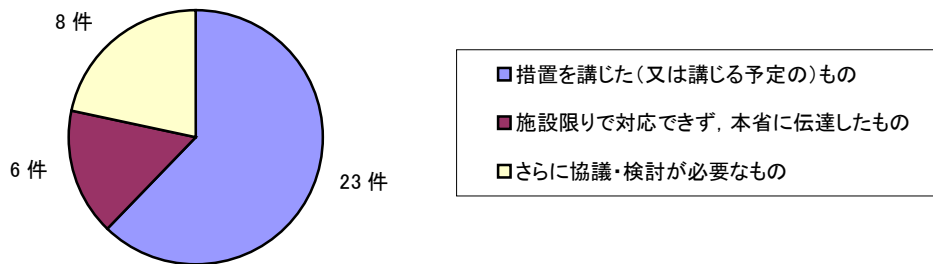 8 件
6 件
23 件
措置を講じた(又は講じる予定の)もの
施設限りで対応できず，本省に伝達したもの
さらに協議・検討が必要なもの